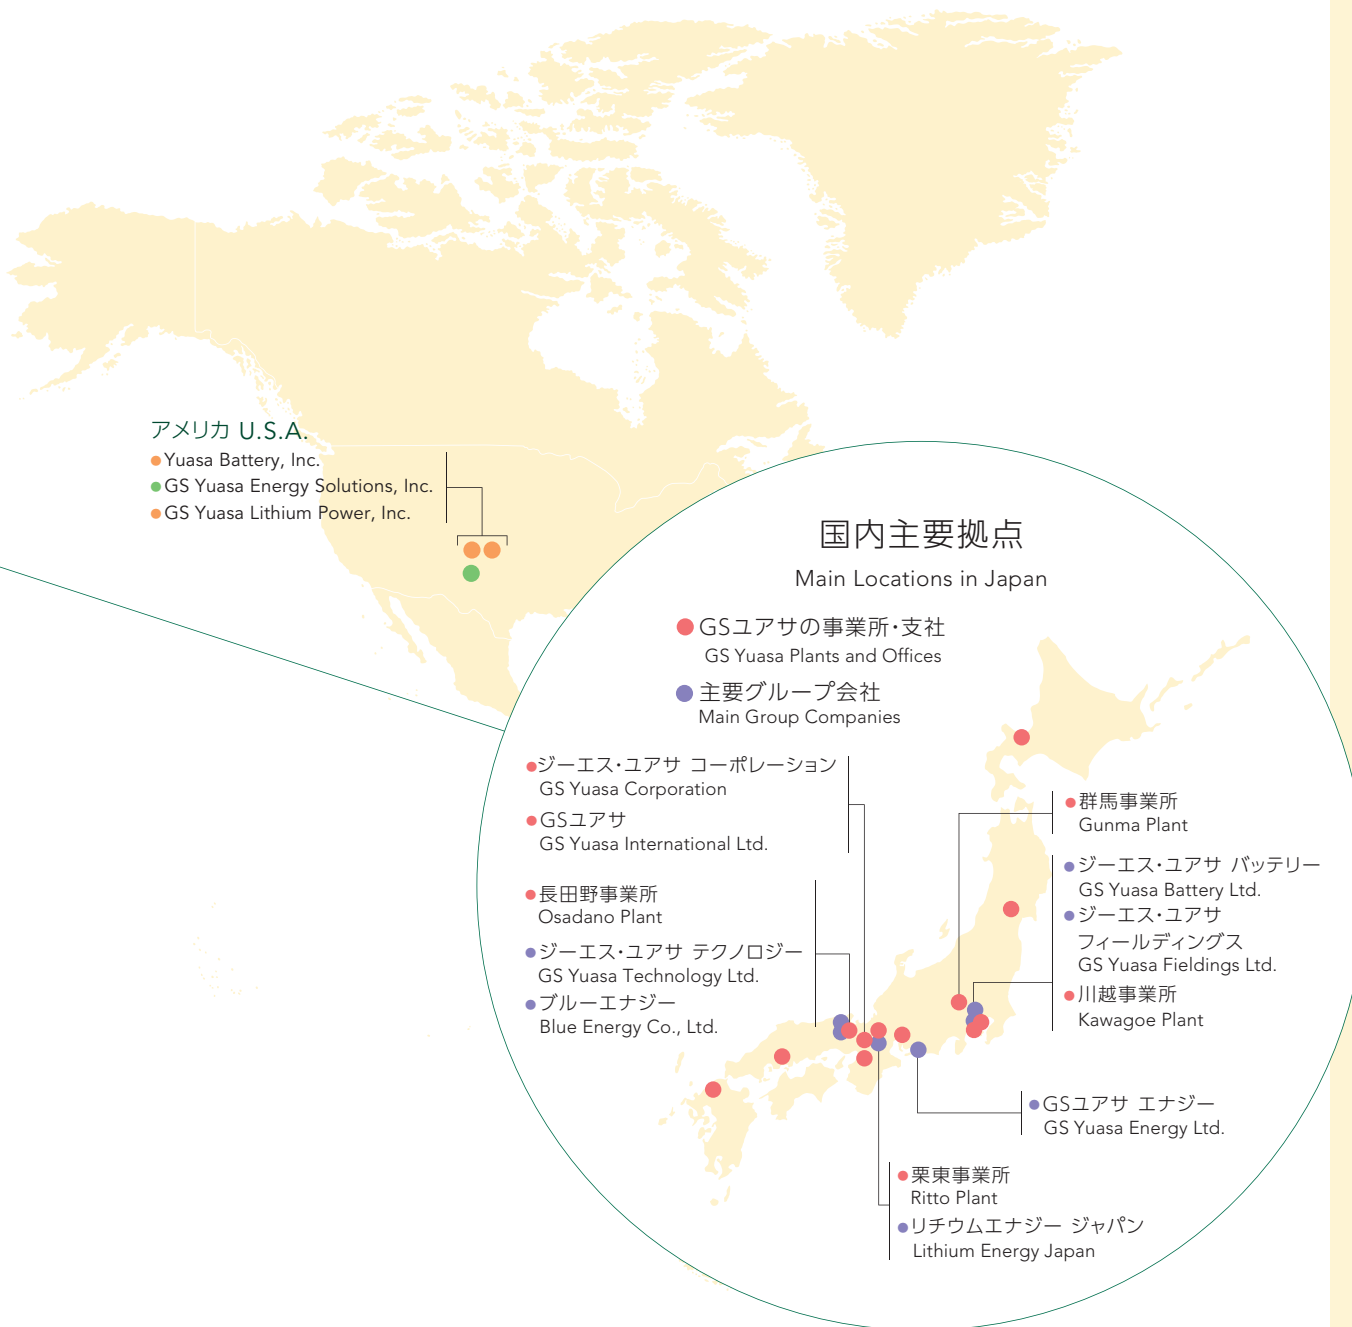 アメリカ U.S.A.
Yuasa Battery, Inc.
GS Yuasa Energy Solutions, Inc.
GS Yuasa Lithium Power, Inc.
国内主要拠点
Main Locations in Japan
GSユアサの事業所・支社
GS Yuasa Plants and Offices
主要グループ会社
Main Group Companies
ジーエス・ユアサ コーポレーション
GS Yuasa Corporation
GSユアサ
GS Yuasa International Ltd.
長田野事業所
Osadano Plant
ジーエス・ユアサ テクノロジー
GS Yuasa Technology Ltd.
ブルーエナジー
Blue Energy Co., Ltd.
群馬事業所
Gunma Plant
ジーエス・ユアサ バッテリー
GS Yuasa Battery Ltd.
ジーエス・ユアサ
フィールディングス
GS Yuasa Fieldings Ltd.
川越事業所
Kawagoe Plant
GSユアサ エナジー
GS Yuasa Energy Ltd.
栗東事業所
Ritto Plant
リチウムエナジー ジャパン
Lithium Energy Japan